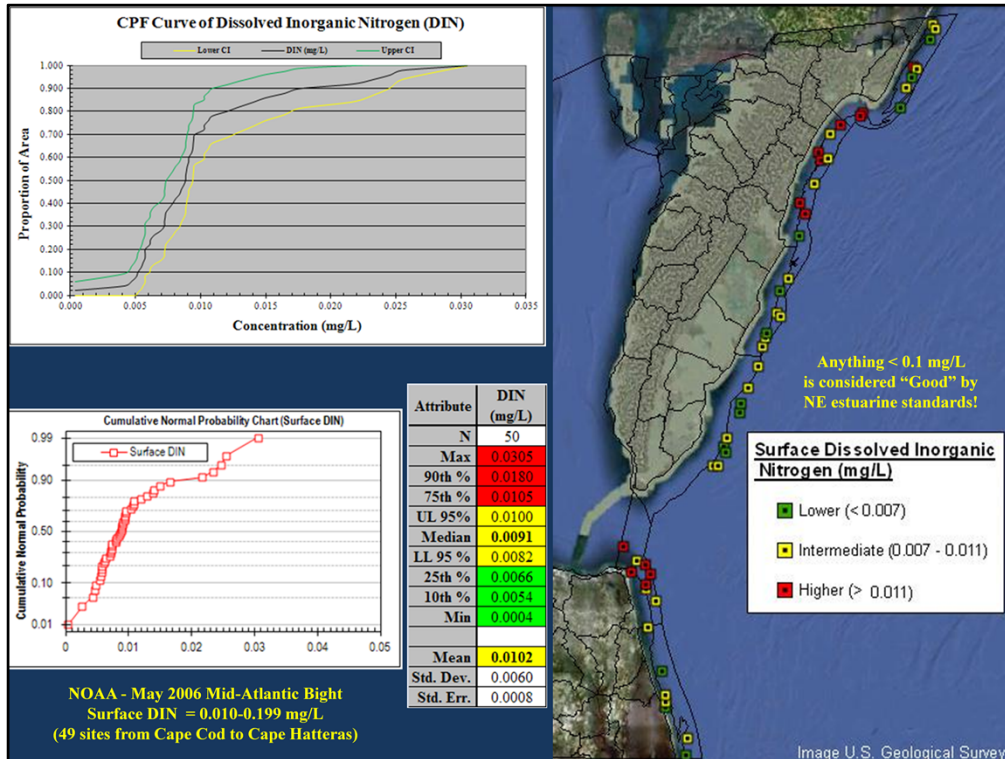 CPF Curve of Dissolved Inorganic Nitrogen (DIN)
Lower CI DIN (mg/L) Upper CI
1.000
0.900
0.800
0.700
0.600
0.500
0.400
0.300
0.200
0.100
0.000
Proportion of Area
0.000 0.005 0.010 0.015 0.020 0.025 0.030 0.035
Concentration (mg/L)
Cumulative Normal Probability Chart (Surface DIN)
Surface DIN
0.99
0.90
0.50
0.10
0.01
Cumulative Normal Probability
0 0.01 0.02 0.03 0.04 0.05
NOAA - May 2006 Mid-Atlantic Bight
Surface DIN = 0.010-0.199 mg/L
(49 sites from Cape Cod to Cape Hatteras)
Attribute DIN
(mg/L)
N 50
Max 0.0305
90th % 0.0180
75th % 0.0105
UL 95% 0.0100
Median 0.0091
LL 95 % 0.0082
25th % 0.0066
10th % 0.0054
Min 0.0004
Mean 0.0102
Std. Dev. 0.0060
Std. Err. 0.0008
Anything < 0.1 mg/L
is considered “Good” by
NE estuarine standards!
Surface Dissolved Inorganic
Nitrogen (mg/L)
Lower (< 0.007)
Intermediate (0.007 - 0.011)
Higher (> 0.011)
Image U.S. Geological Survey